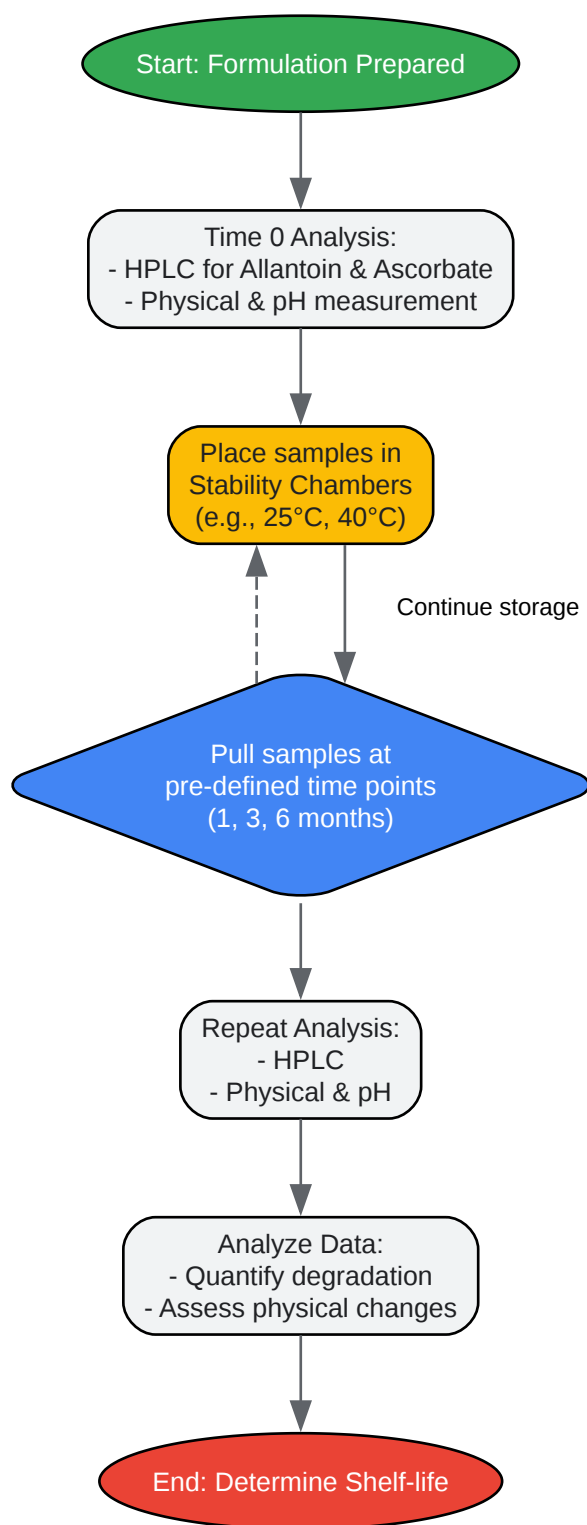 Start: Formulation Prepared
Time 0 Analysis:
- HPLC for Allantoin & Ascorbate
- Physical & pH measurement
Place samples in
Stability Chambers
(e.g., 25°C, 40°C)
Continue storage
Pull samples at
pre-defined time points
(1, 3, 6 months)
Repeat Analysis:
- HPLC
- Physical & pH
Analyze Data:
- Quantify degradation
- Assess physical changes
End: Determine Shelf-life